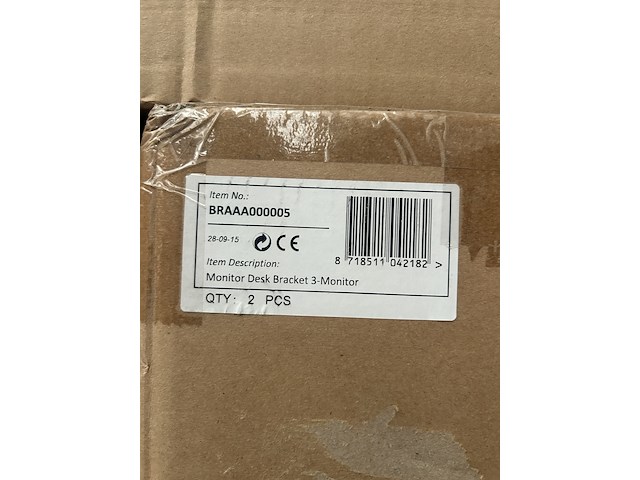 Item No.:
BRAAA000005
28-09-15 CE
8 718511 042182 >
Item Description:
Monitor Desk Bracket 3-Monitor
QTY: 2 PCS